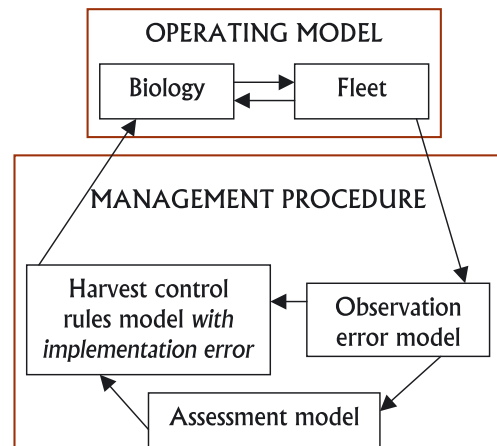 OPERATING MODEL
Biology
Fleet
MANAGEMENT PROCEDURE
Harvest control
rules model with
implementation error
Observation
error model
Assessment model